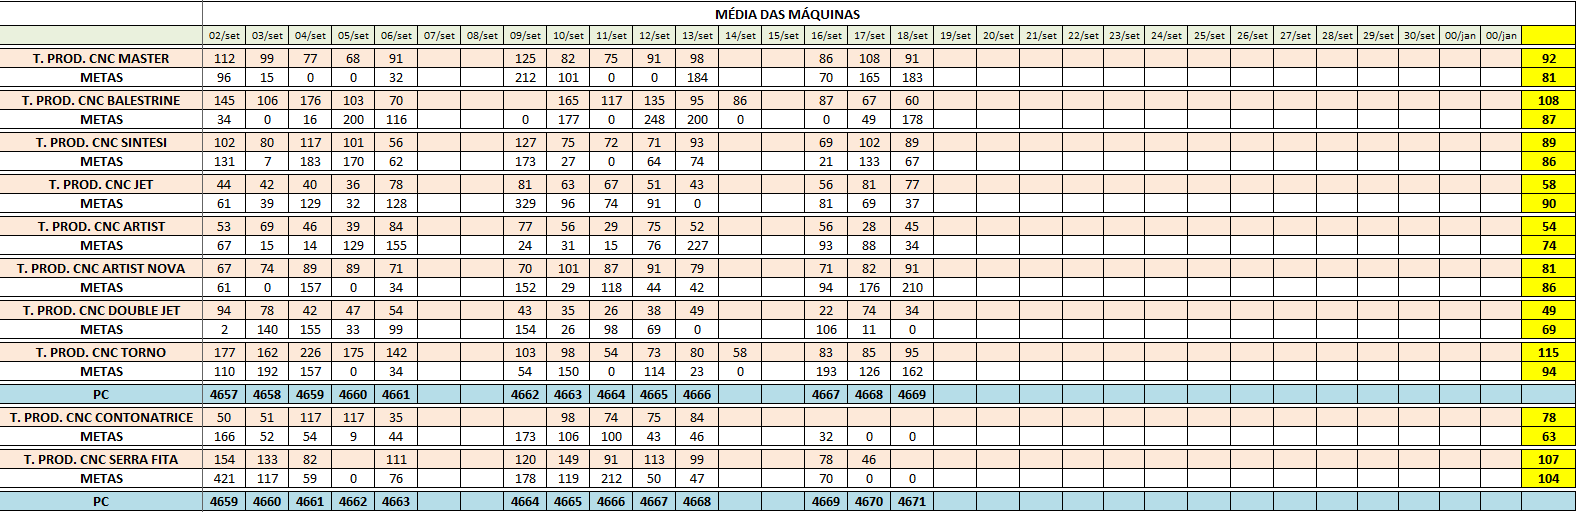 MÉDIA DAS MÁQUINAS
02/set 03/set 04/set 05/set 06/set 07/set 08/set 09/set 10/set 11/set 12/set 13/set 14/set 15/set 16/set 17/set 18/set 19/set 20/set 21/set 22/set 23/set 24/set 25/set 26/set 27/set 28/set 29/set 30/set 00/jan 00/jan
T. PROD. CNC MASTER 112 99 77 68 91 125 82 75 91 98 86 108 91 92
METAS 96 15 0 0 32 212 101 0 0 184 70 165 183 81
T. PROD. CNC BALESTRINE 145 106 176 103 70 165 117 135 95 86 87 67 60 108
METAS 34 0 16 200 116 0 177 0 248 200 0 0 49 178 87
T. PROD. CNC SINTESI 102 80 117 101 56 127 75 72 71 93 69 102 89 89
METAS 131 7 183 170 62 173 27 0 64 74 21 133 67 86
T. PROD. CNC JET 44 42 40 36 78 81 63 67 51 43 56 81 77 58
METAS 61 39 129 32 128 329 96 74 91 0 81 69 37 90
T. PROD. CNC ARTIST 53 69 46 39 84 77 56 29 75 52 56 28 45 54
METAS 67 15 14 129 155 24 31 15 76 227 93 88 34 74
T. PROD. CNC ARTIST NOVA 67 74 89 89 71 70 101 87 91 79 71 82 91 81
METAS 61 0 157 0 34 152 29 118 44 42 94 176 210 86
T. PROD. CNC DOUBLE JET 94 78 42 47 54 43 35 26 38 49 22 74 34 49
METAS 2 140 155 33 99 154 26 98 69 0 106 11 0 69
T. PROD. CNC TORNO 177 162 226 175 142 103 98 54 73 80 58 83 85 95 115
METAS 110 192 157 0 34 54 150 0 114 23 0 193 126 162 94
PC 4657 4658 4659 4660 4661 4662 4663 4664 4665 4666 4667 4668 4669
T. PROD. CNC CONTONATRICE 50 51 117 117 35 98 74 75 84 78
METAS 166 52 54 9 44 173 106 100 43 46 32 0 0 63
T. PROD. CNC SERRA FITA 154 133 82 111 120 149 91 113 99 78 46 107
METAS 421 117 59 0 76 178 119 212 50 47 70 0 0 104
PC 4659 4660 4661 4662 4663 4664 4665 4666 4667 4668 4669 4670 4671